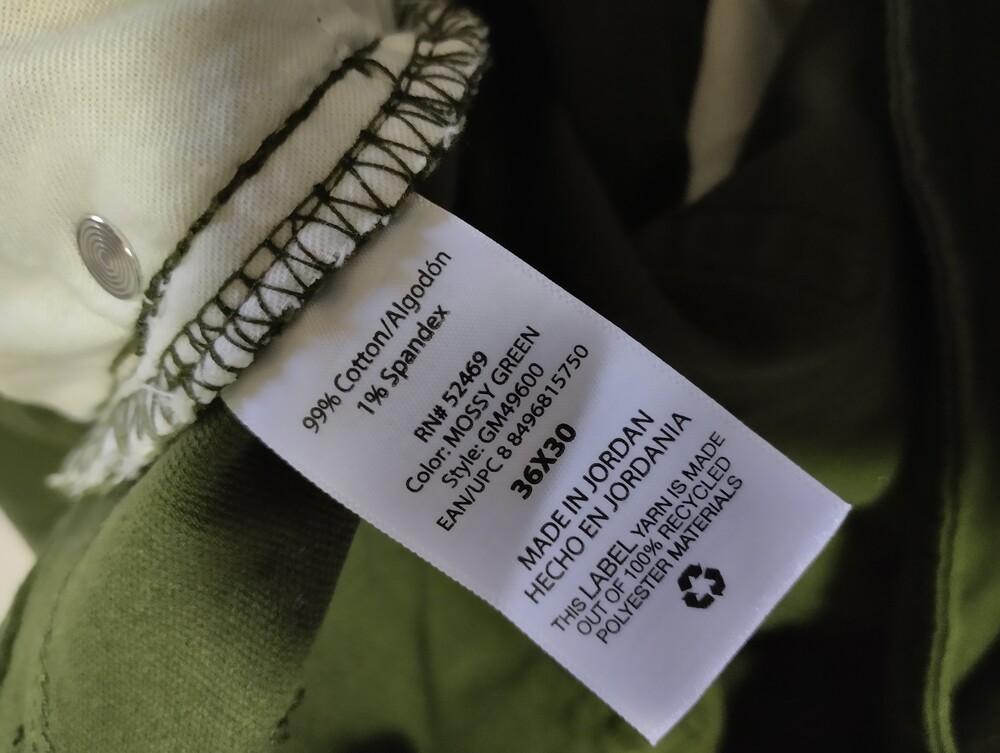 99% Cotton/Algodón
1% Spandex
RN# 52469
Color: MOSSY GREEN
Style: GM49600
EAN/UPC 8 8496815750
36X30
MADE IN JORDAN
HECHO EN JORDANIA
THIS LABEL YARN IS MADE
OUT OF 100% RECYCLED
POLYESTER MATERIALS